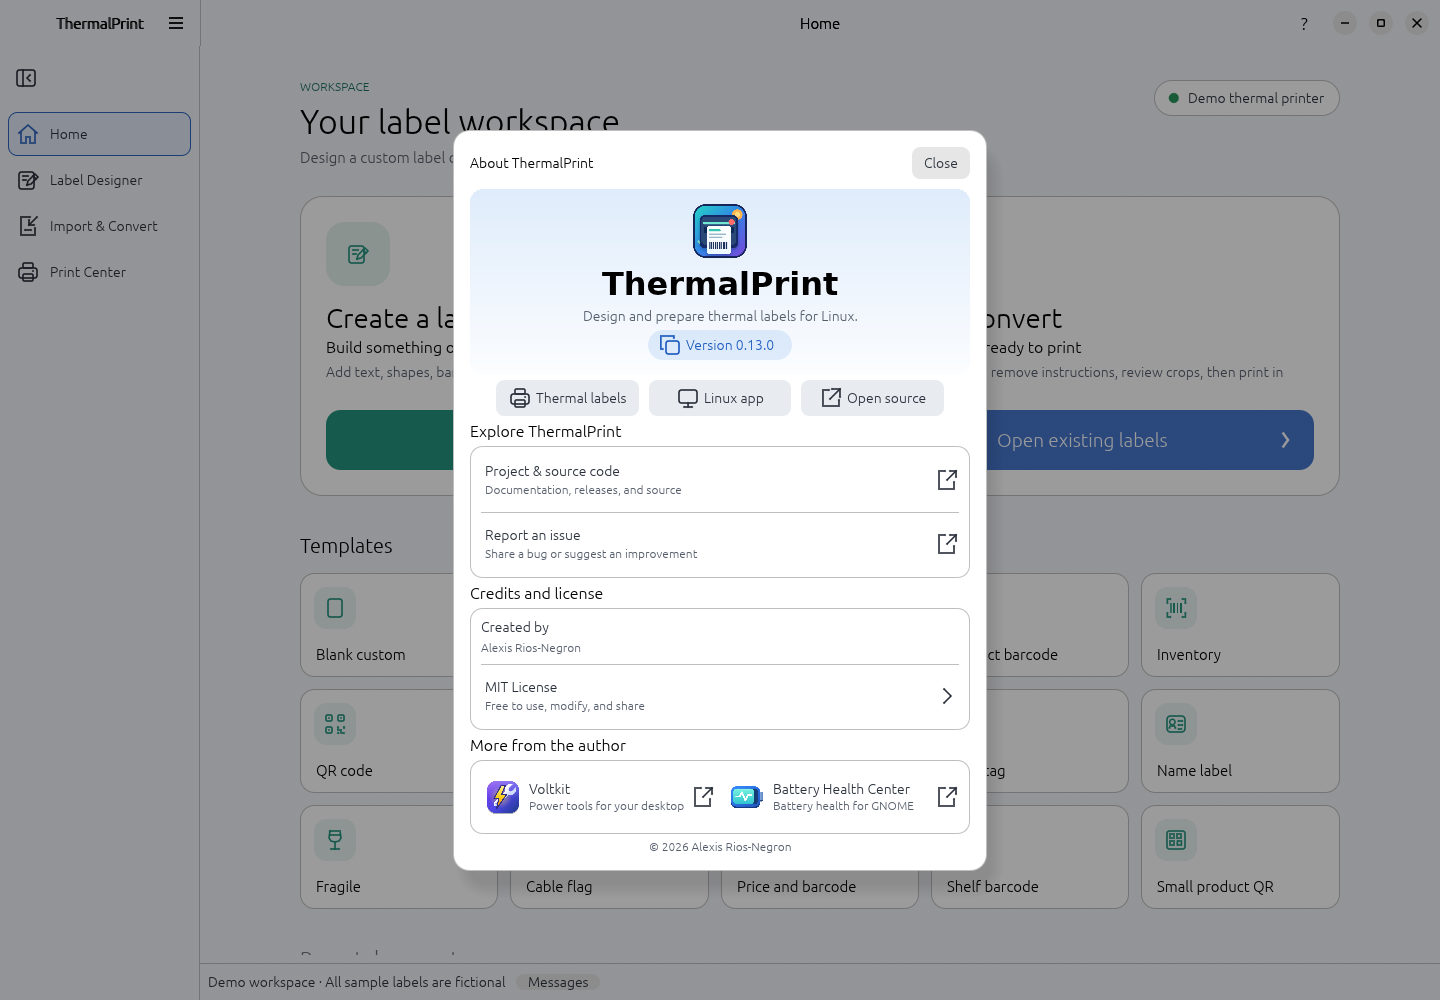 ThermalPrint
Home
?
Home
Label Designer
Import & Convert
Print Center
WORKSPACE
Your label workspace
Design a custom label
Demo thermal printer
Create a la
Build something o
Add text, shapes, ba
onvert
ready to print
remove instructions, review crops, then print in
Open existing labels
Templates
Blank custom
ct barcode
Inventory
QR code
tag
Name label
Fragile
Cable flag
Price and barcode
Shelf barcode
Small product QR
About ThermalPrint
Close
ThermalPrint
Design and prepare thermal labels for Linux.
Version 0.13.0
Thermal labels
Linux app
Open source
Explore ThermalPrint
Project & source code
Documentation, releases, and source
Report an issue
Share a bug or suggest an improvement
Credits and license
Created by
Alexis Rios-Negron
MIT License
Free to use, modify, and share
More from the author
Voltkit
Power tools for your desktop
Battery Health Center
Battery health for GNOME
© 2026 Alexis Rios-Negron
Demo workspace · All sample labels are fictional
Messages